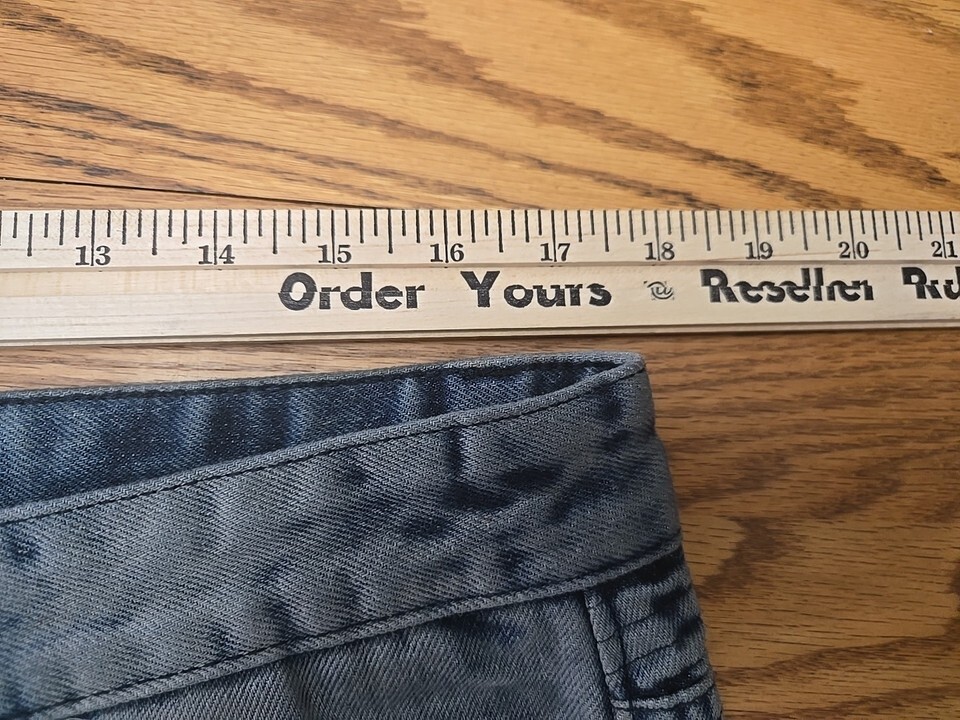 13 14 15 16 17 18 19 20 21
Order Yours @ Reseller